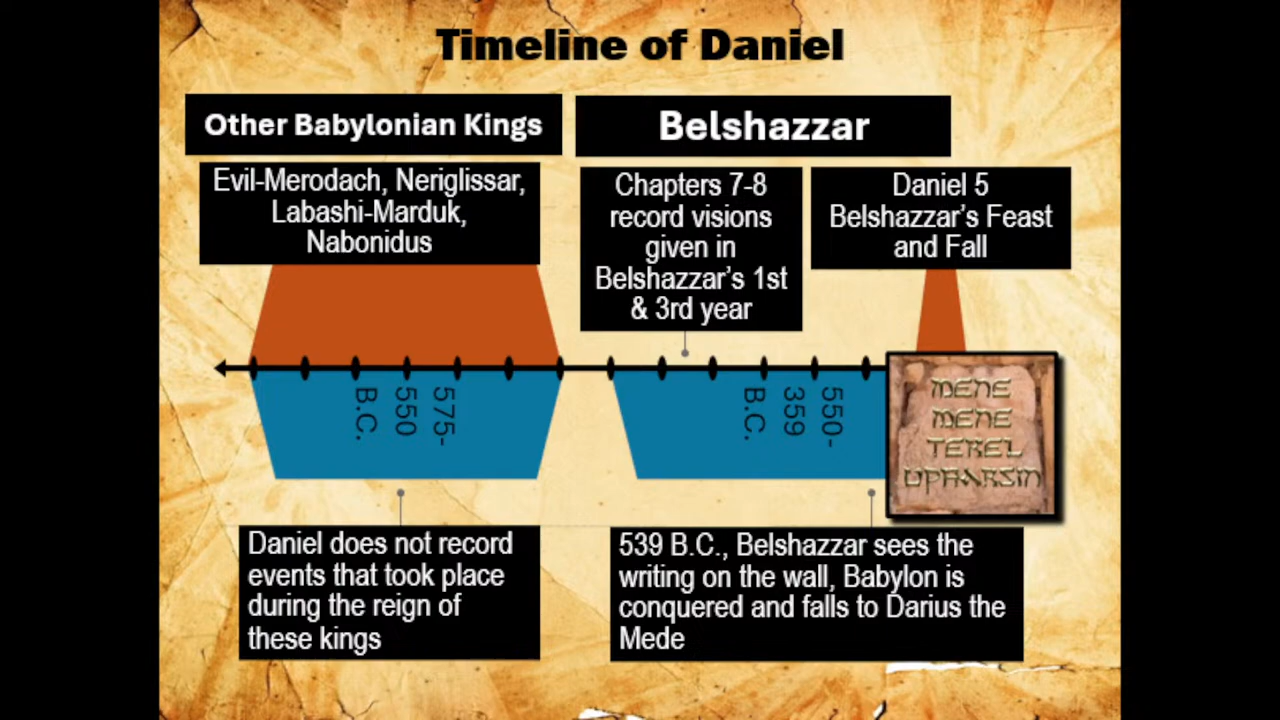 Timeline of Daniel
Other Babylonian Kings
Evil-Merodach, Neriglissar,
Labashi-Marduk,
Nabonidus
Belshazzar
Chapters 7-8
record visions
given in
Belshazzar’s 1st
& 3rd year
Daniel 5
Belshazzar’s Feast
and Fall
575-
550
B.C.
550-
359
B.C.
MENE
MENE
TEKEL
UPHARSIN
Daniel does not record
events that took place
during the reign of
these kings
539 B.C., Belshazzar sees the
writing on the wall, Babylon is
conquered and falls to Darius the
Mede